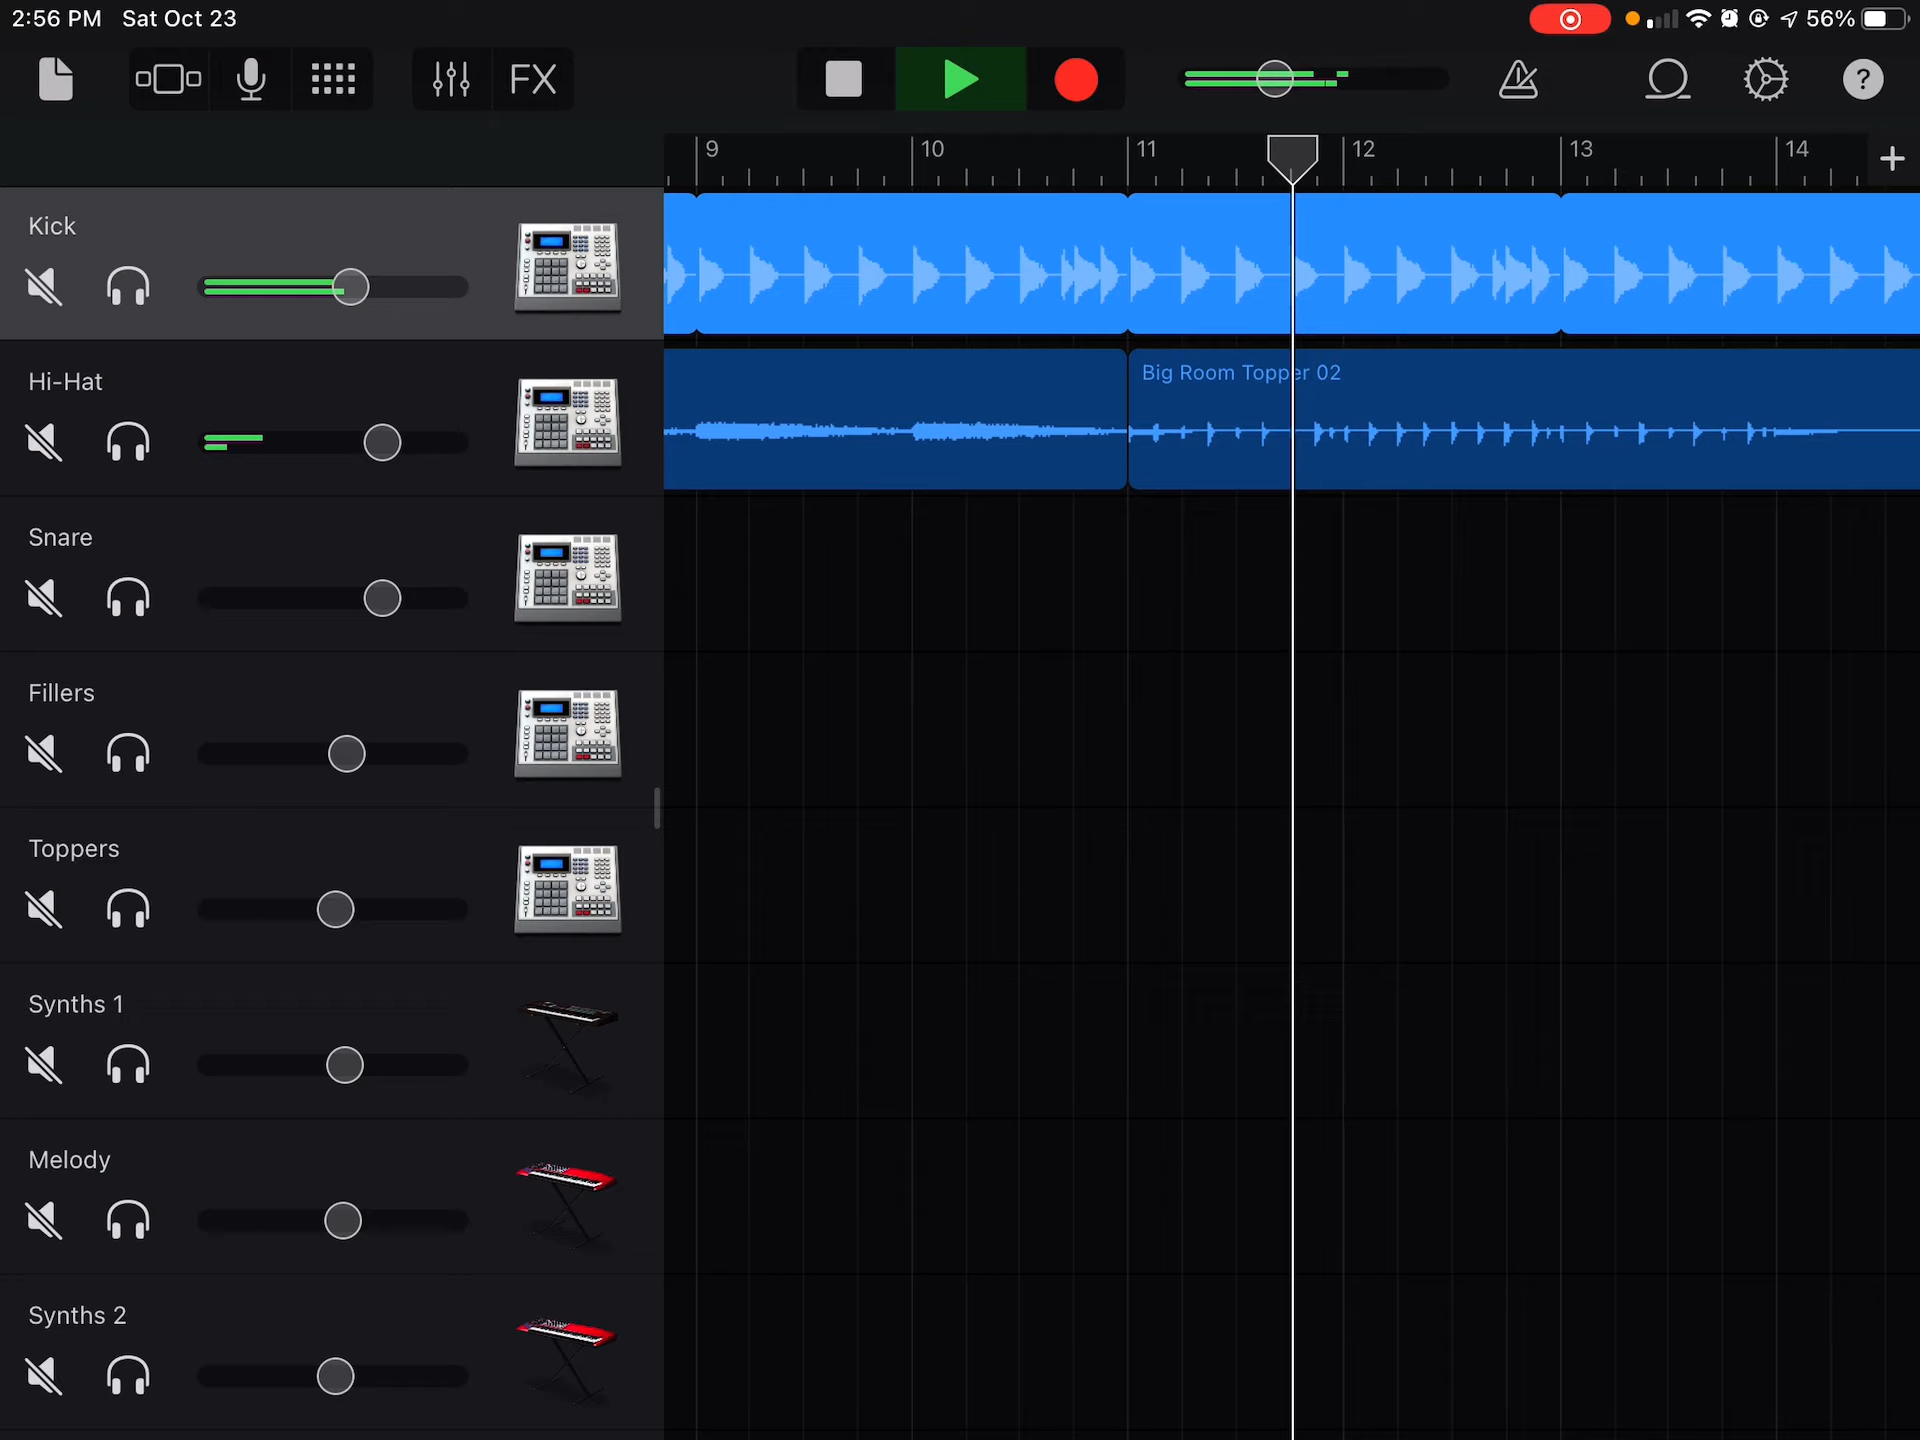 2:56 PM Sat Oct 23 56%
FX ?
9 10 11 12 13 14 +
Kick
Hi-Hat
Big Room Topper 02
Snare
Fillers
Toppers
Synths 1
Melody
Synths 2